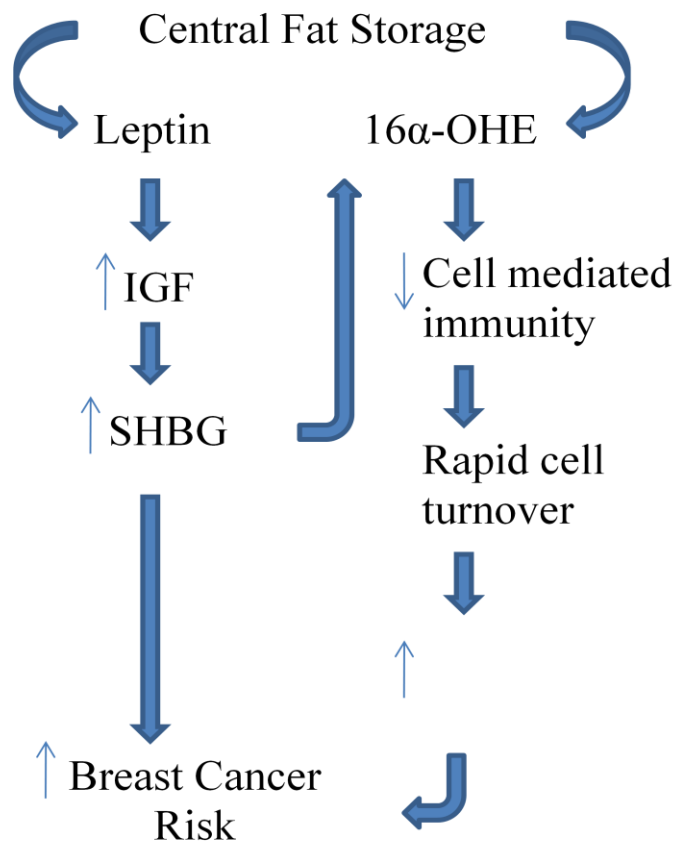 Central Fat Storage
Leptin
IGF
SHBG
16α-OHE
Cell mediated
immunity
Rapid cell
turnover
Breast Cancer
Risk